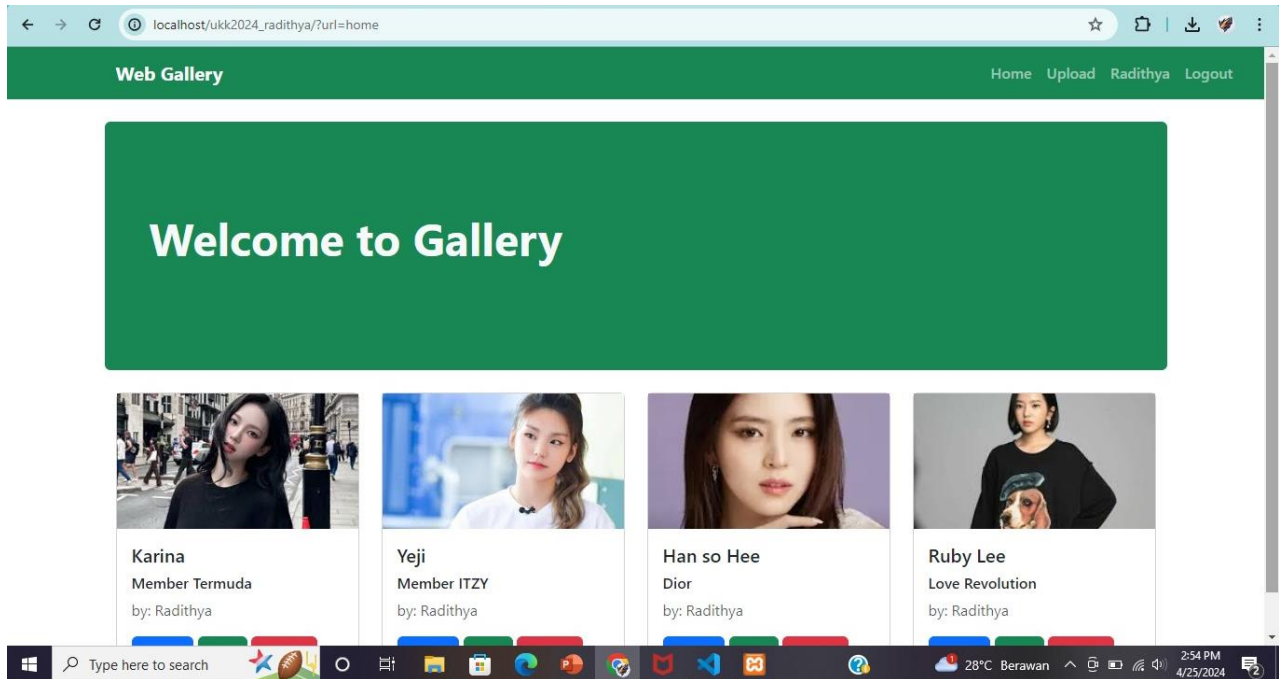 localhost/ukk2024_radithya/?url=home
Web Gallery
Home Upload Radithya Logout
Welcome to Gallery
Karina
Member Termuda
by: Radithya
Yeji
Member ITZY
by: Radithya
Han so Hee
Dior
by: Radithya
Ruby Lee
Love Revolution
by: Radithya
Type here to search
28°C Berawan
2:54 PM
4/25/2024